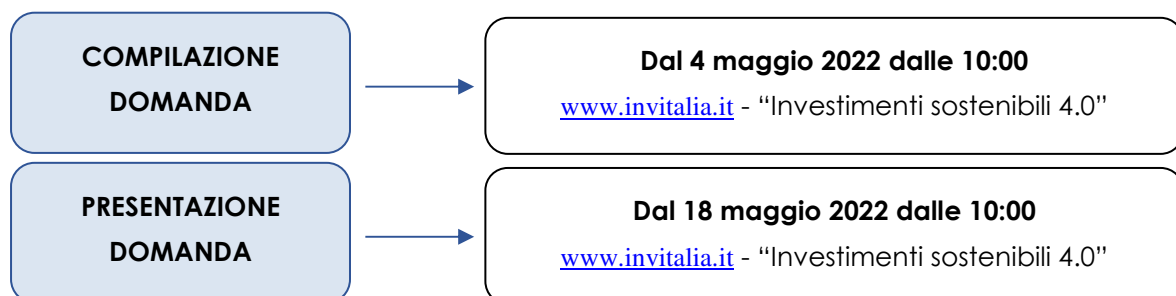 COMPILAZIONE
DOMANDA
Dal 4 maggio 2022 dalle 10:00
www.invitalia.it - “Investimenti sostenibili 4.0”
PRESENTAZIONE
DOMANDA
Dal 18 maggio 2022 dalle 10:00
www.invitalia.it - “Investimenti sostenibili 4.0”